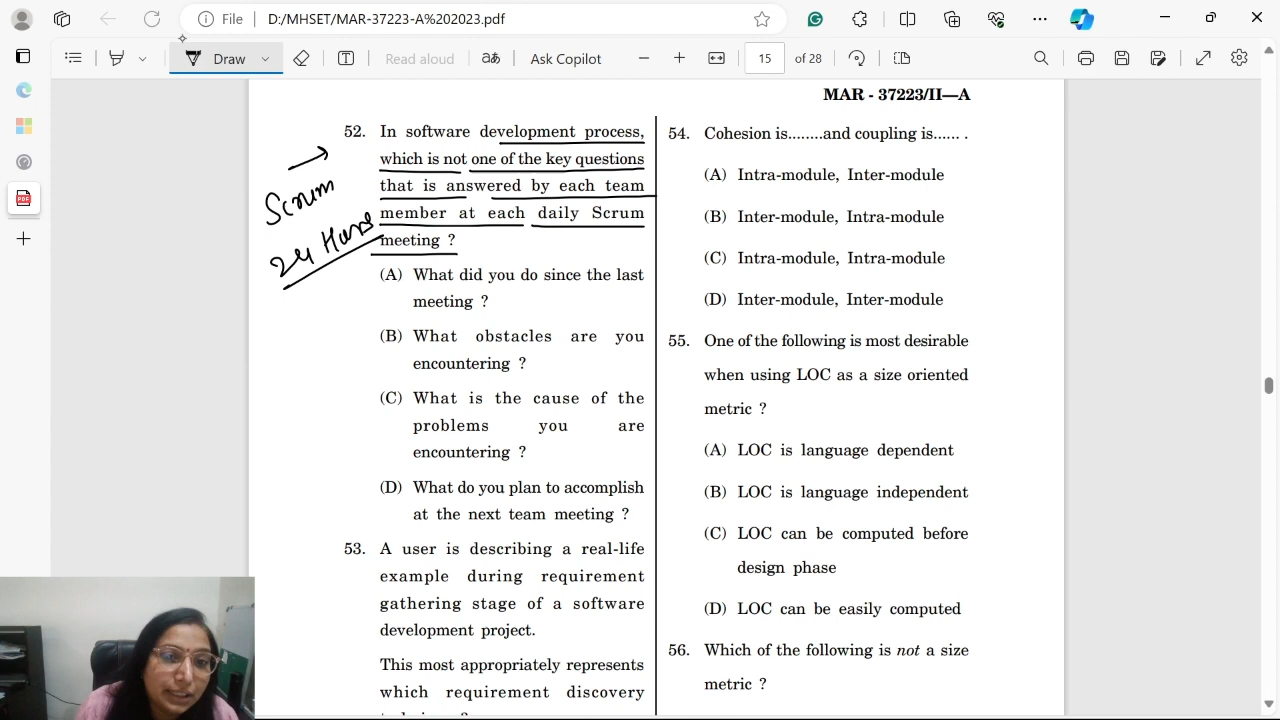 File
D:/MHSET/MAR-37223-A%202023.pdf
Draw
Read aloud
aあ
Ask Copilot
15
of 28
MAR - 37223/II—A
52. In software development process,
which is not one of the key questions
that is answered by each team
member at each daily Scrum
meeting ?
(A) What did you do since the last
meeting ?
(B) What obstacles are you
encountering ?
(C) What is the cause of the
problems you are
encountering ?
(D) What do you plan to accomplish
at the next team meeting ?
53. A user is describing a real-life
example during requirement
gathering stage of a software
development project.
This most appropriately represents
which requirement discovery
Scrum
24 Hars
54. Cohesion is........and coupling is...... .
(A) Intra-module, Inter-module
(B) Inter-module, Intra-module
(C) Intra-module, Intra-module
(D) Inter-module, Inter-module
55. One of the following is most desirable
when using LOC as a size oriented
metric ?
(A) LOC is language dependent
(B) LOC is language independent
(C) LOC can be computed before
design phase
(D) LOC can be easily computed
56. Which of the following is not a size
metric ?